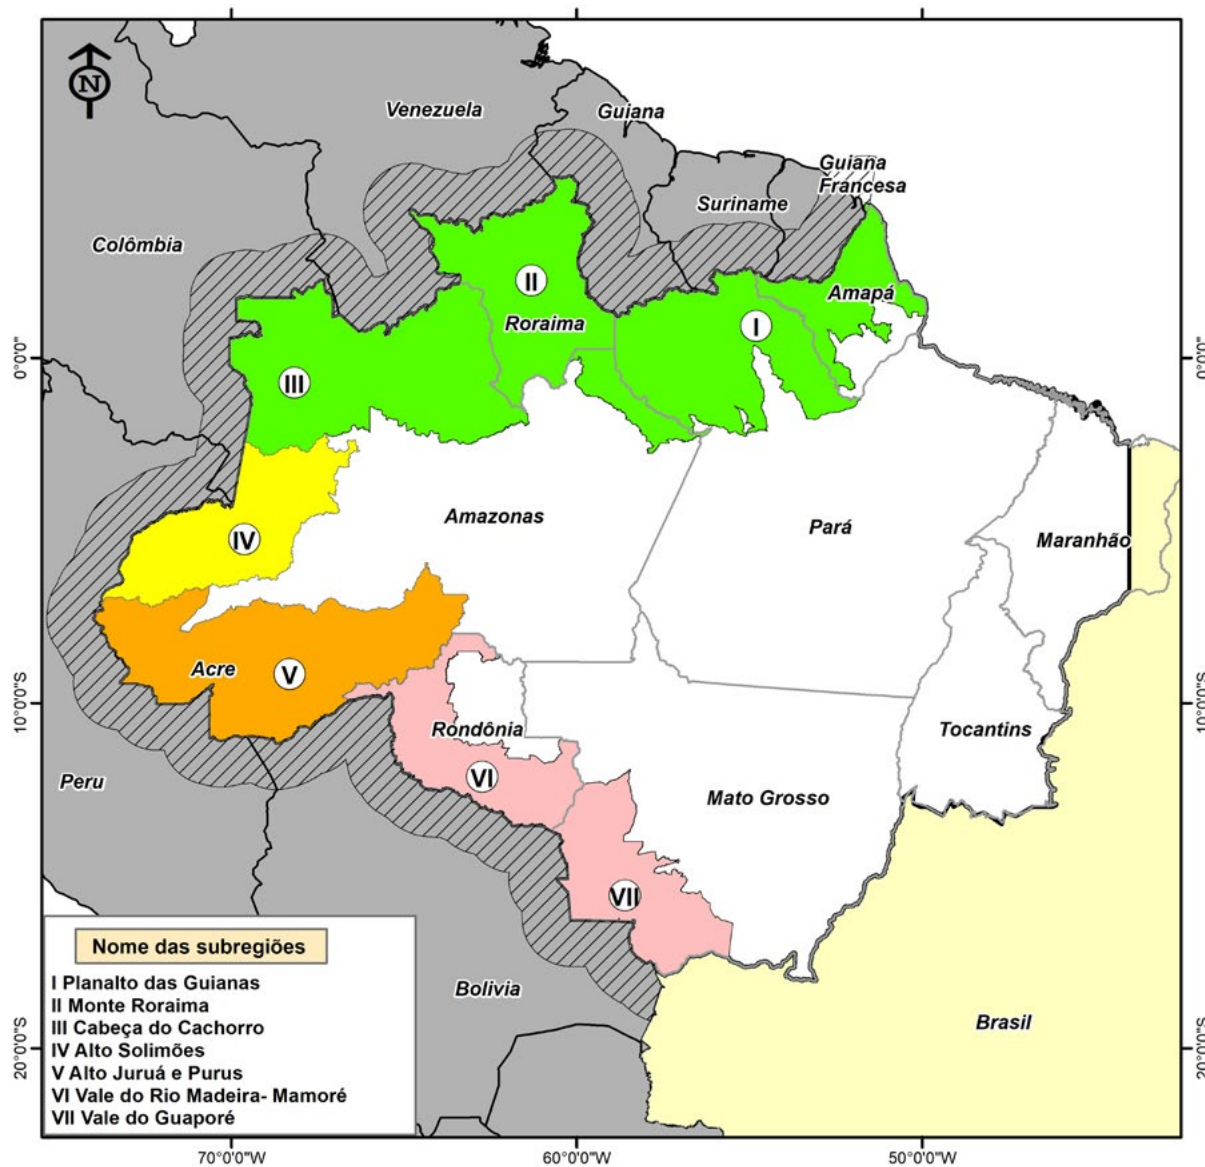 N
Venezuela
Guiana
Guiana
Francesa
Suriname
Colômbia
II
Amapá
Roraima
I
0°0'0"
0°0'0"
III
Amazonas
Pará
Maranhão
IV
Acre
V
10°0'0"S
10°0'0"S
Rondônia
Tocantins
Peru
VI
Mato Grosso
VII
Nome das subregiões
I Planalto das Guianas
II Monte Roraima
III Cabeça do Cachorro
IV Alto Solimões
V Alto Juruá e Purus
VI Vale do Rio Madeira- Mamoré
VII Vale do Guaporé
Bolivia
Brasil
20°0'0"S
20°0'0"S
70°0'0"W
60°0'0"W
50°0'0"W